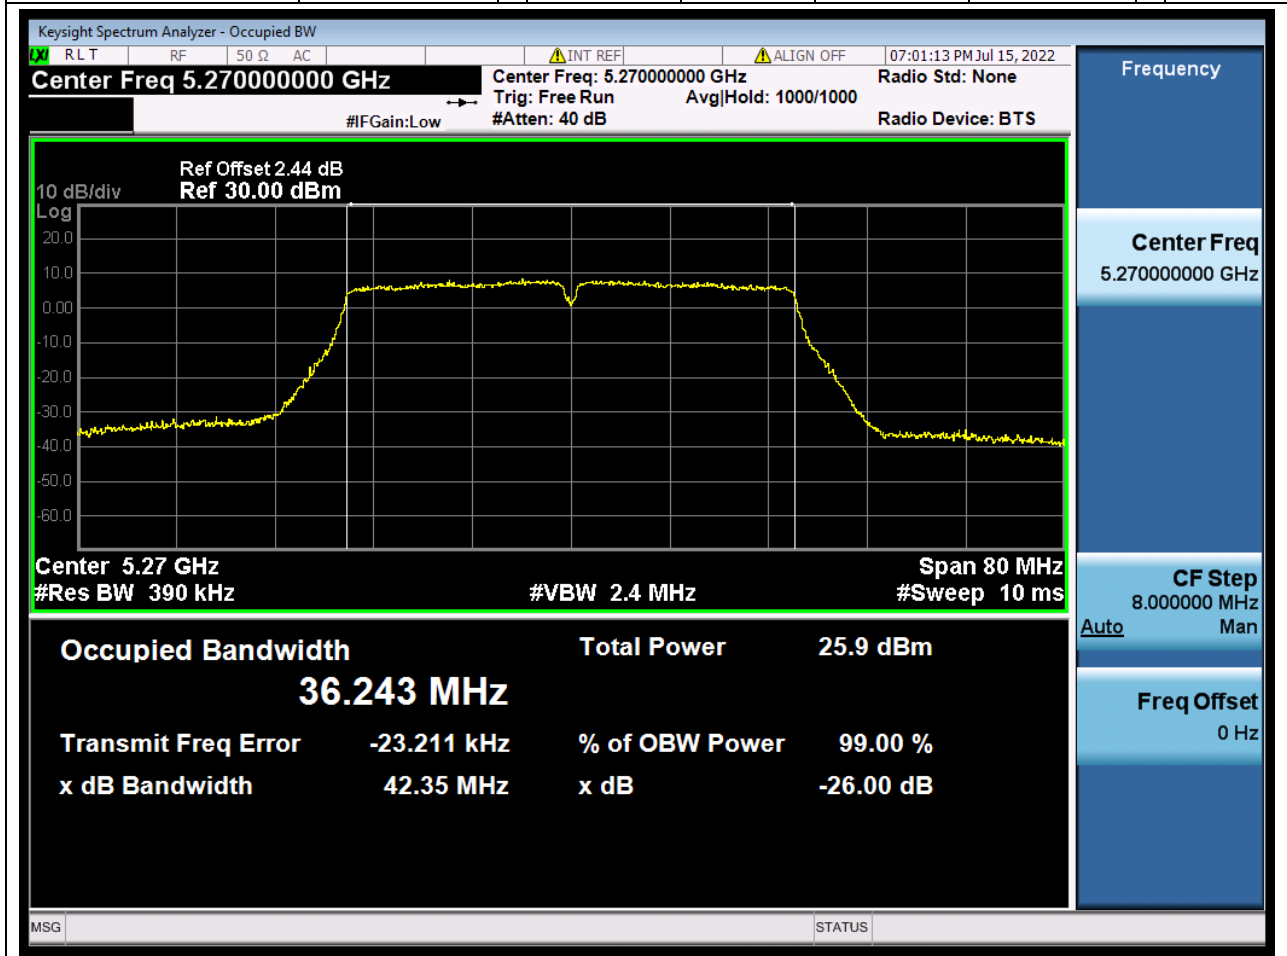 Keysight Spectrum Analyzer - Occupied BW
LXI RLT RF 50 Ω AC INT REF ALIGN OFF 07:01:13 PM Jul 15, 2022
Center Freq 5.270000000 GHz
Center Freq: 5.270000000 GHz
Radio Std: None
Trig: Free Run
Avg|Hold: 1000/1000
#IFGain:Low
#Atten: 40 dB
Radio Device: BTS
Ref Offset 2.44 dB
10 dB/div
Ref 30.00 dBm
Log
20.0
10.0
0.00
-10.0
-20.0
-30.0
-40.0
-50.0
-60.0
Center 5.27 GHz
Span 80 MHz
#Res BW 390 kHz
#VBW 2.4 MHz
#Sweep 10 ms
Occupied Bandwidth
36.243 MHz
Total Power 25.9 dBm
Transmit Freq Error -23.211 kHz
% of OBW Power 99.00 %
x dB Bandwidth 42.35 MHz
x dB -26.00 dB
Frequency
Center Freq
5.270000000 GHz
CF Step
8.000000 MHz
Auto Man
Freq Offset
0 Hz
MSG
STATUS